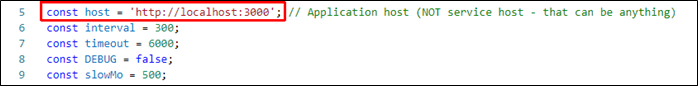 5 const host = 'http://localhost:3000'; // Application host (NOT service host - that can be anything)
6 const interval = 300;
7 const timeout = 6000;
8 const DEBUG = false;
9 const slowMo = 500;